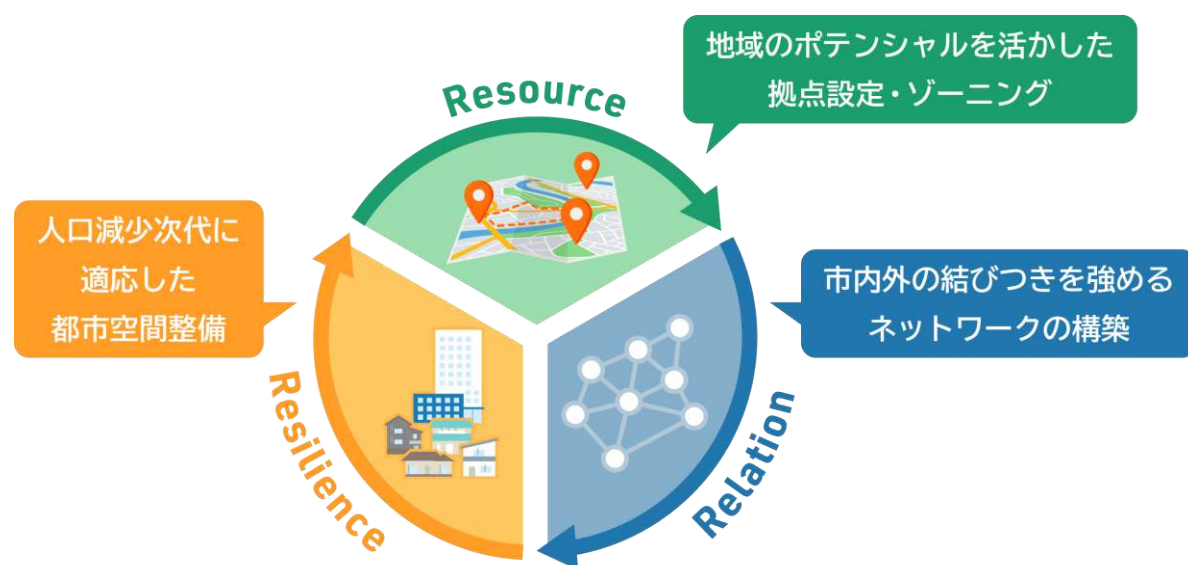 Resource
地域のポテンシャルを活かした
拠点設定・ゾーニング
人口減少次代に
適応した
都市空間整備
市内外の結びつきを強める
ネットワークの構築
Resilience
Relation